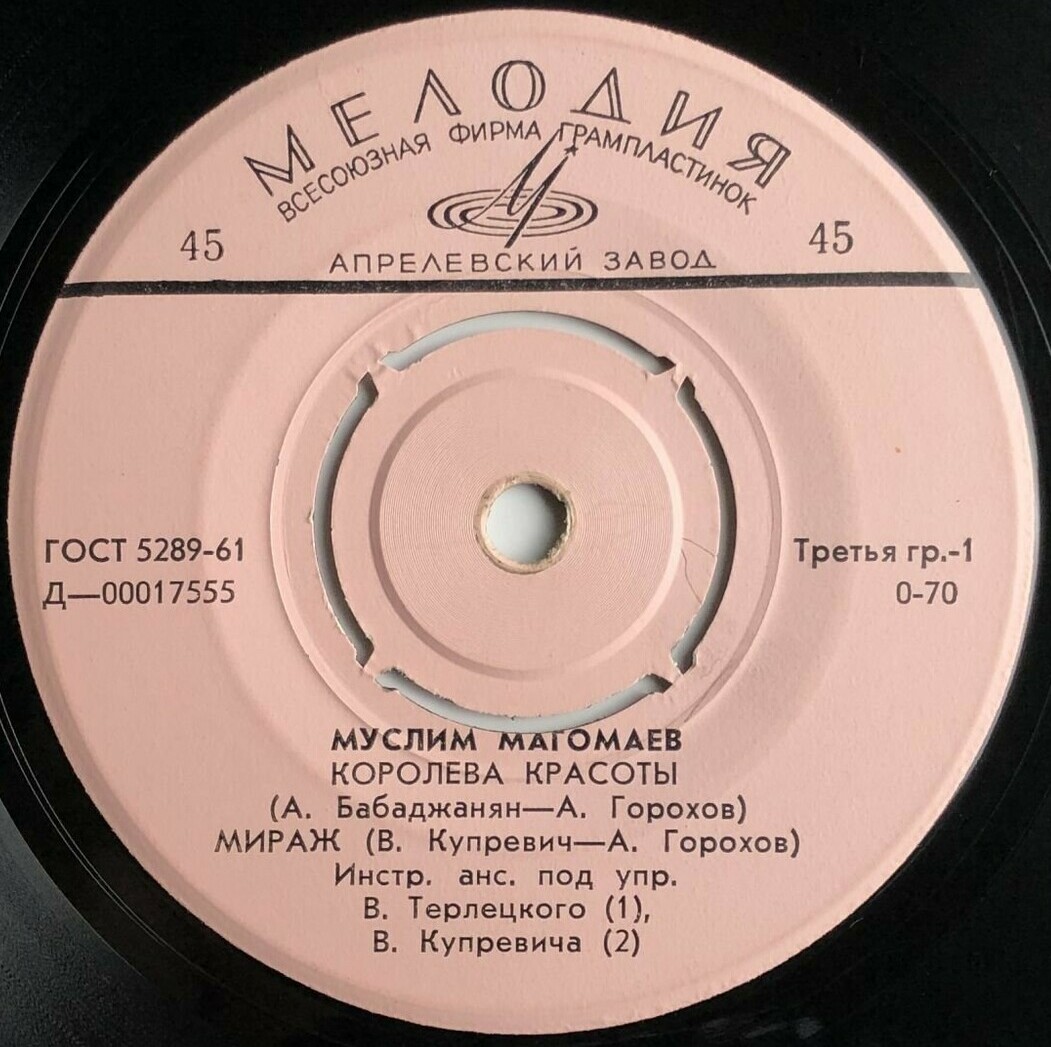 МЕЛОДИЯ
ВСЕСОЮЗНАЯ ФИРМА ГРАМПЛАСТИНОК
45
45
АПРЕЛЕВСКИЙ ЗАВОД
ГОСТ 5289-61
Д—00017555
Третья гр.-1
0-70
МУСЛИМ МАГОМАЕВ
КОРОЛЕВА КРАСОТЫ
(А. Бабаджанян—А. Горохов)
МИРАЖ (В. Купревич—А. Горохов)
Инстр. анс. под упр.
В. Терлецкого (1),
В. Купревича (2)